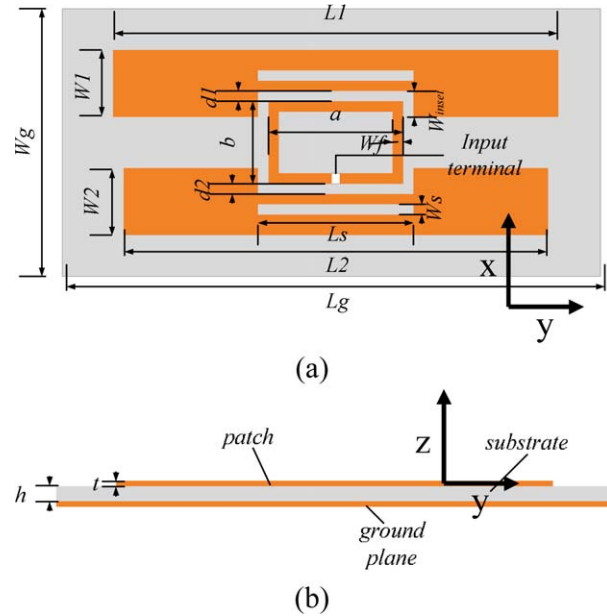 L1
W1
d1
Winset
Wg
a
b
Wf
Input
terminal
W2
d2
Ws
Ls
L2
x
Lg
y
(a)
z
patch
substrate
t
h
y
ground
plane
(b)